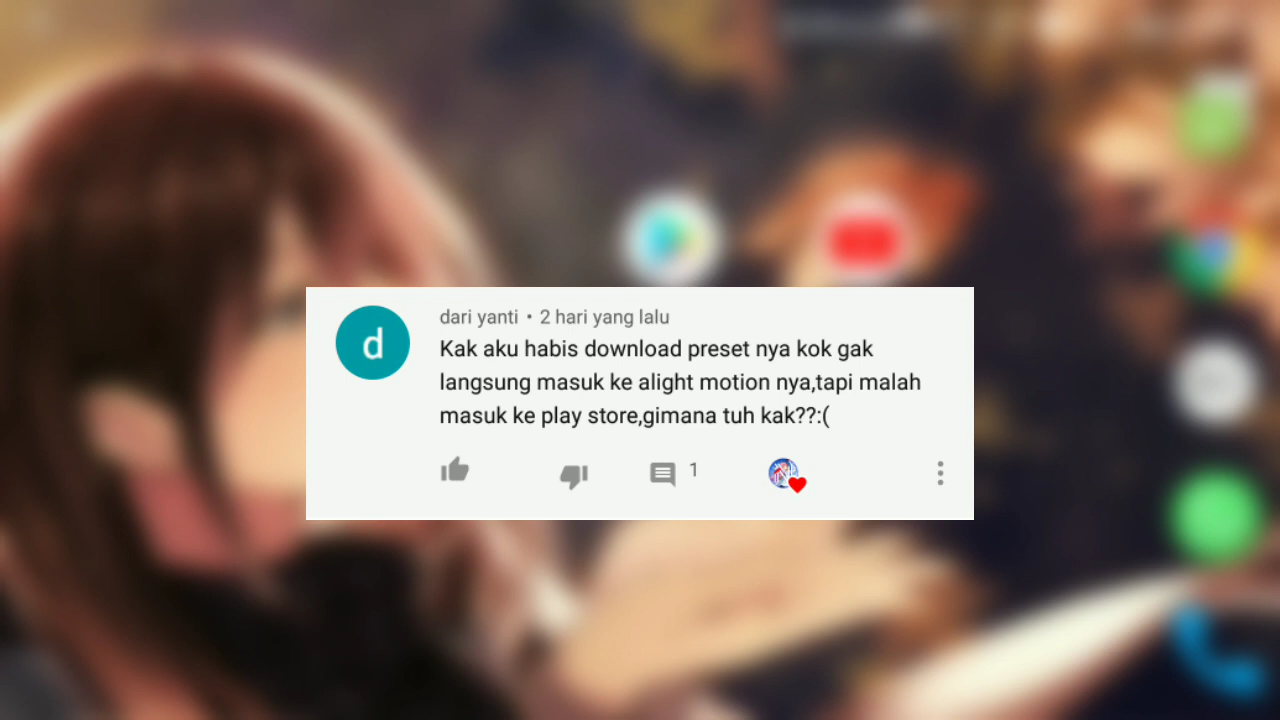 dari yanti • 2 hari yang lalu
Kak aku habis download preset nya kok gak
langsung masuk ke alight motion nya,tapi malah
masuk ke play store,gimana tuh kak??:(
1
d